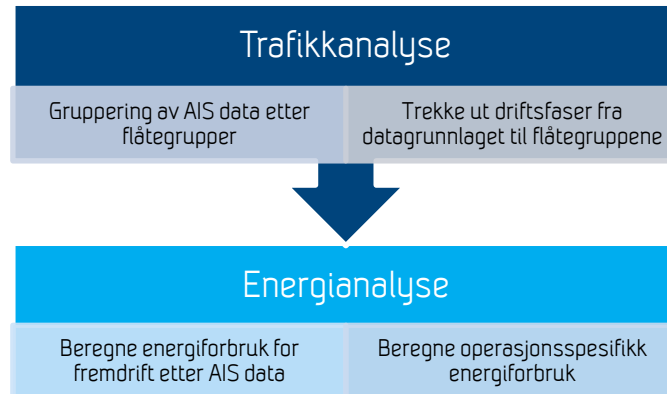 Trafikkanalyse
Gruppering av AIS data etter
flåtegrupper
Trekke ut driftsfaser fra
datagrunnlaget til flåtegruppene
Energianalyse
Beregne energiforbruk for
fremdrift etter AIS data
Beregne operasjonsspesifikk
energiforbruk